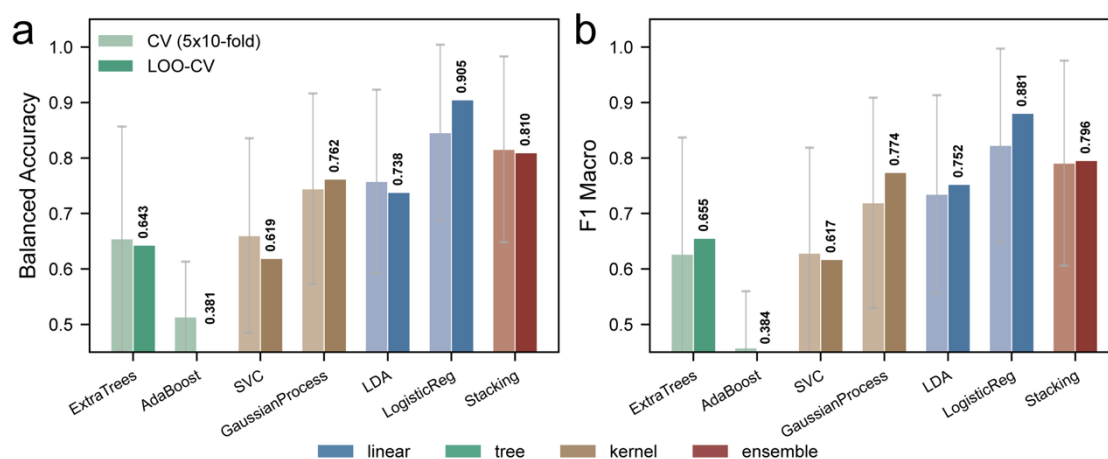 a
CV (5x10-fold)
LOO-CV
Balanced Accuracy
1.0
0.9
0.8
0.7
0.6
0.5
0.643
0.381
0.619
0.762
0.738
0.905
0.810
ExtraTrees
AdaBoost
SVC
GaussianProcess
LDA
LogisticReg
Stacking
b
F1 Macro
1.0
0.9
0.8
0.7
0.6
0.5
0.655
0.384
0.617
0.774
0.752
0.881
0.796
ExtraTrees
AdaBoost
SVC
GaussianProcess
LDA
LogisticReg
Stacking
linear tree kernel ensemble